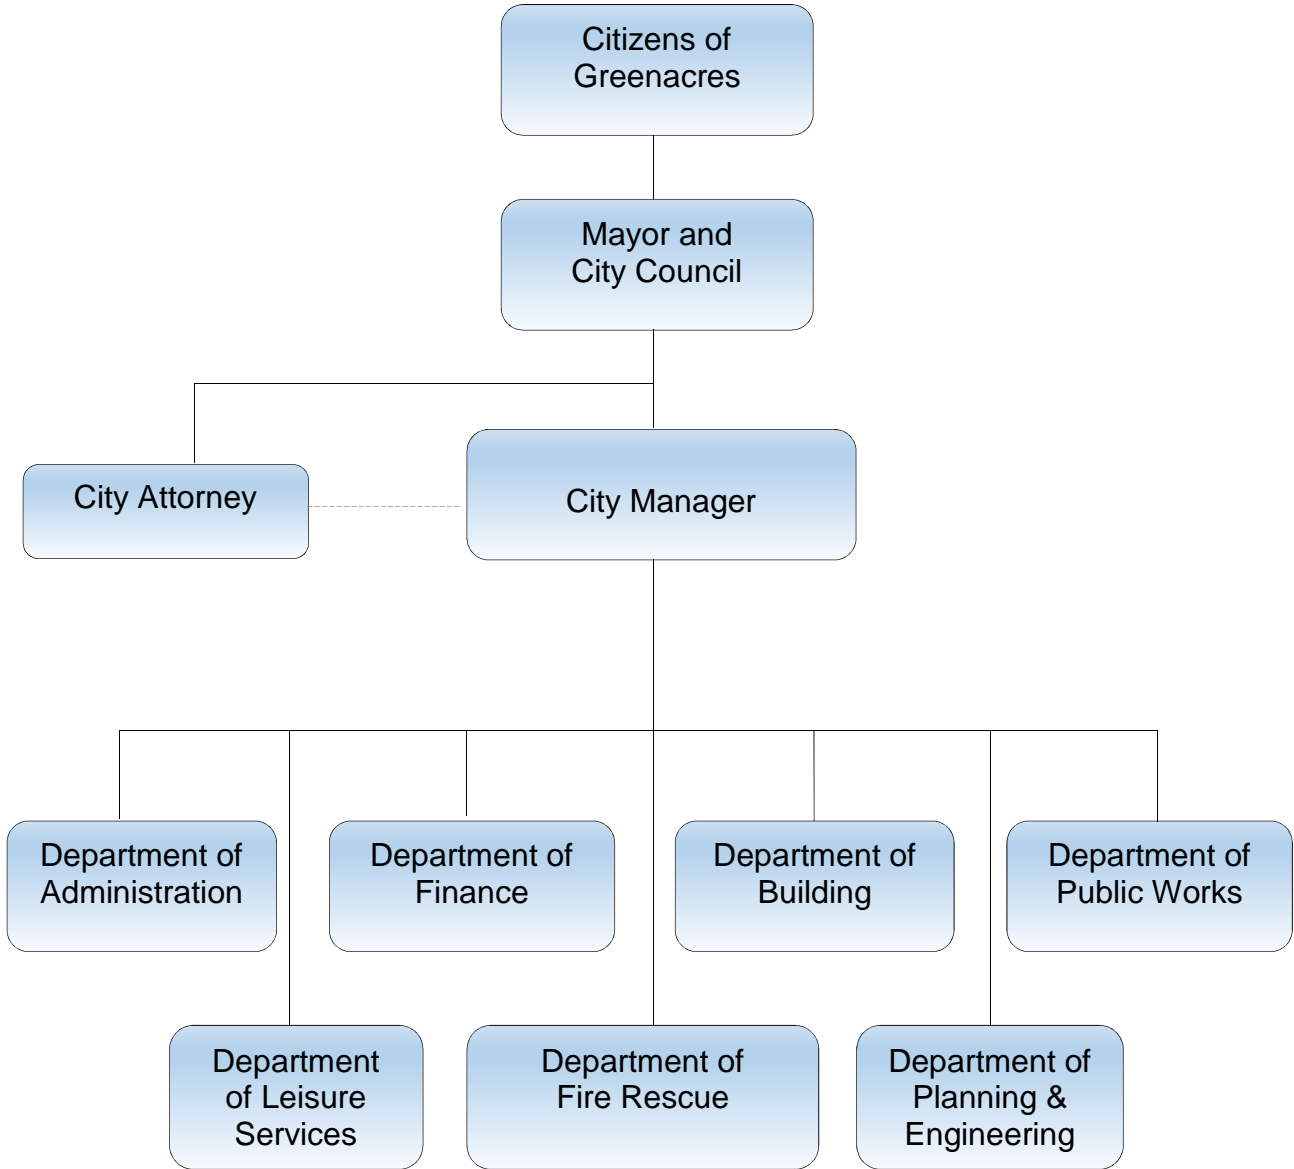 Citizens of
Greenacres
Mayor and
City Council
City Attorney
City Manager
Department of
Administration
Department of
Finance
Department of
Building
Department of
Public Works
Department
of Leisure
Services
Department of
Fire Rescue
Department of
Planning &
Engineering